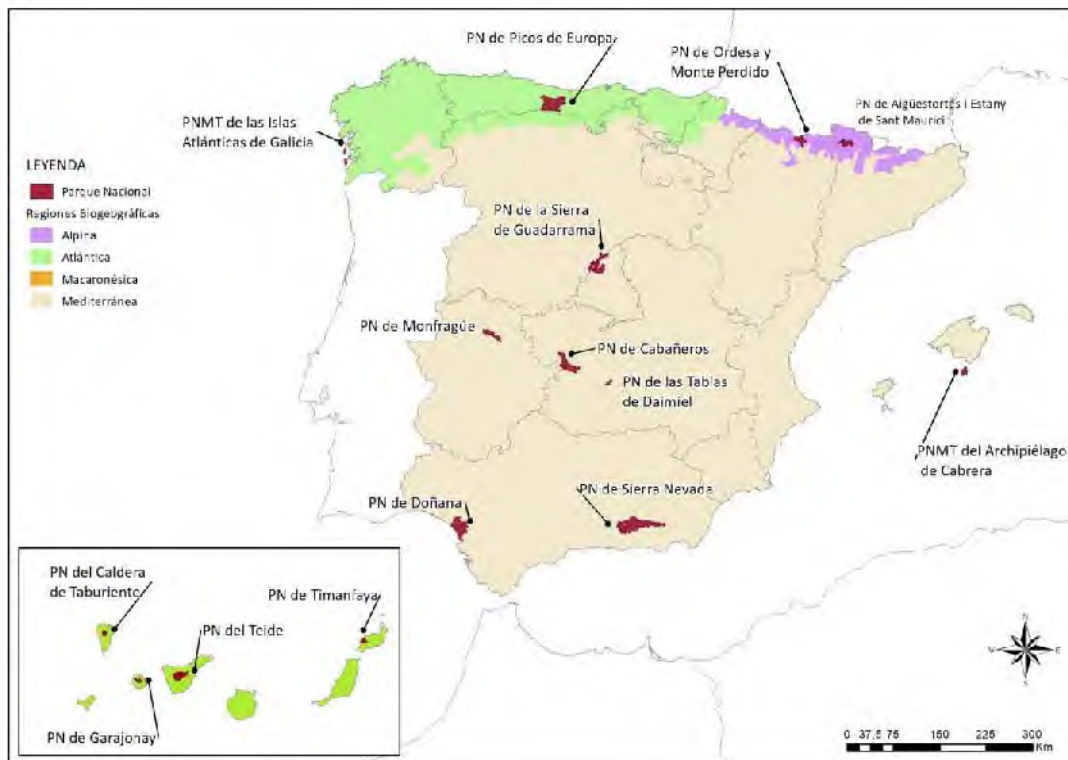 PN de Picos de Europa
PN de Ordesa y
Monte Perdido
PN de Aigüestortes i Estany
de Sant Maurici
PNMT de las Islas
Atlánticas de Galicia
LEYENDA
Parque Nacional
Regiones Biogeográficas
Alpina
Atlántica
Macaronésica
Mediterránea
PN de la Sierra
de Guadarrama
PN de Monfragüe
PN de Cabañeros
PN de las Tablas
de Daimiel
PNMT del Archipiélago
de Cabrera
PN de Doñana
PN de Sierra Nevada
PN del Caldera
de Taburiente
PN de Timanfaya
PN del Teide
PN de Garajonay
N
W
E
S
0 37,5 75 150 225 300
Km